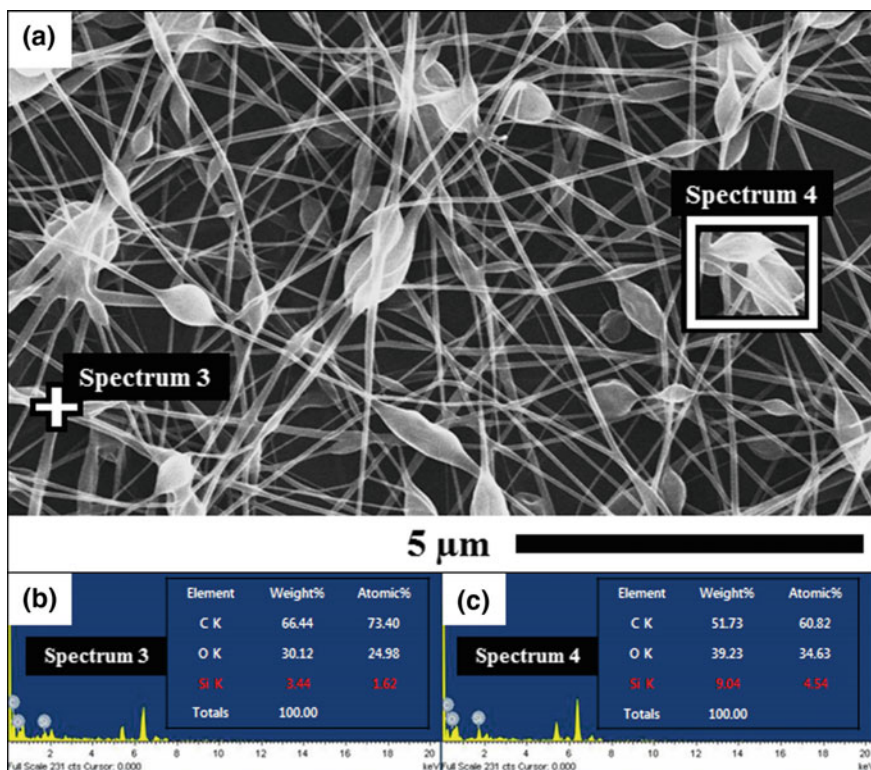 (a)
Spectrum 4
Spectrum 3
5 µm
(b)
Element Weight% Atomic%
C K 66.44 73.40
O K 30.12 24.98
Si K 3.44 1.62
Totals 100.00
Spectrum 3
2 4 6 8 10 12 14 16 18 20
Full Scale 231 cts Cursor: 0.000 keV
(c)
Element Weight% Atomic%
C K 51.73 60.82
O K 39.23 34.63
Si K 9.04 4.54
Totals 100.00
Spectrum 4
2 4 6 8 10 12 14 16 18 20
Full Scale 231 cts Cursor: 0.000 keV